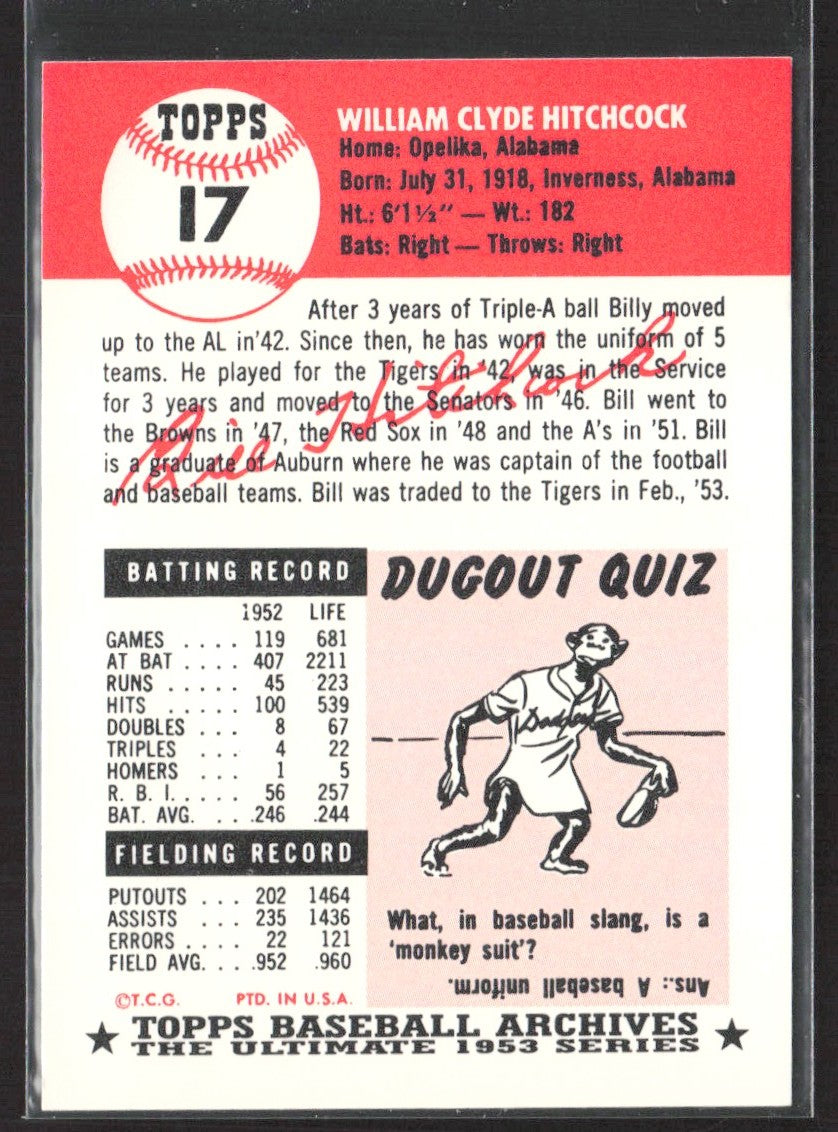 TOPPS
17
WILLIAM CLYDE HITCHCOCK
Home: Opelika, Alabama
Born: July 31, 1918, Inverness, Alabama
Ht.: 6'1½" — Wt.: 182
Bats: Right — Throws: Right
After 3 years of Triple-A ball Billy moved
up to the AL in'42. Since then, he has worn the uniform of 5
teams. He played for the Tigers in '42, was in the Service
for 3 years and moved to the Senators in '46. Bill went to
the Browns in '47, the Red Sox in '48 and the A's in '51. Bill
is a graduate of Auburn where he was captain of the football
and baseball teams. Bill was traded to the Tigers in Feb., '53.
Bill Hitchcock
BATTING RECORD
1952 LIFE
GAMES .... 119 681
AT BAT .... 407 2211
RUNS ..... 45 223
HITS ..... 100 539
DOUBLES ... 8 67
TRIPLES ... 4 22
HOMERS ... 1 5
R. B. I. .... 56 257
BAT. AVG. ... .246 .244
FIELDING RECORD
PUTOUTS ... 202 1464
ASSISTS ... 235 1436
ERRORS .... 22 121
FIELD AVG. ... .952 .960
©T.C.G. PTD. IN U.S.A.
DUGOUT QUIZ
Dodgers
What, in baseball slang, is a
'monkey suit'?
Ans.: A baseball uniform.
★ TOPPS BASEBALL ARCHIVES ★
THE ULTIMATE 1953 SERIES